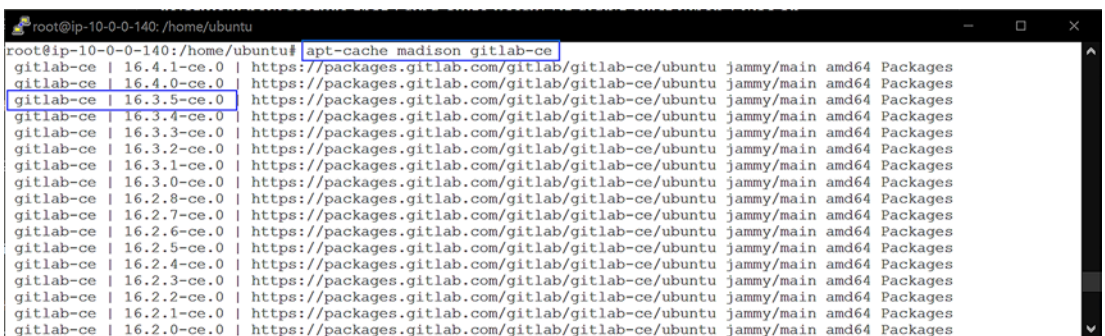 root@ip-10-0-0-140: /home/ubuntu
root@ip-10-0-0-140:/home/ubuntu# apt-cache madison gitlab-ce
gitlab-ce | 16.4.1-ce.0 | https://packages.gitlab.com/gitlab/gitlab-ce/ubuntu jammy/main amd64 Packages
gitlab-ce | 16.4.0-ce.0 | https://packages.gitlab.com/gitlab/gitlab-ce/ubuntu jammy/main amd64 Packages
gitlab-ce | 16.3.5-ce.0 | https://packages.gitlab.com/gitlab/gitlab-ce/ubuntu jammy/main amd64 Packages
gitlab-ce | 16.3.4-ce.0 | https://packages.gitlab.com/gitlab/gitlab-ce/ubuntu jammy/main amd64 Packages
gitlab-ce | 16.3.3-ce.0 | https://packages.gitlab.com/gitlab/gitlab-ce/ubuntu jammy/main amd64 Packages
gitlab-ce | 16.3.2-ce.0 | https://packages.gitlab.com/gitlab/gitlab-ce/ubuntu jammy/main amd64 Packages
gitlab-ce | 16.3.1-ce.0 | https://packages.gitlab.com/gitlab/gitlab-ce/ubuntu jammy/main amd64 Packages
gitlab-ce | 16.3.0-ce.0 | https://packages.gitlab.com/gitlab/gitlab-ce/ubuntu jammy/main amd64 Packages
gitlab-ce | 16.2.8-ce.0 | https://packages.gitlab.com/gitlab/gitlab-ce/ubuntu jammy/main amd64 Packages
gitlab-ce | 16.2.7-ce.0 | https://packages.gitlab.com/gitlab/gitlab-ce/ubuntu jammy/main amd64 Packages
gitlab-ce | 16.2.6-ce.0 | https://packages.gitlab.com/gitlab/gitlab-ce/ubuntu jammy/main amd64 Packages
gitlab-ce | 16.2.5-ce.0 | https://packages.gitlab.com/gitlab/gitlab-ce/ubuntu jammy/main amd64 Packages
gitlab-ce | 16.2.4-ce.0 | https://packages.gitlab.com/gitlab/gitlab-ce/ubuntu jammy/main amd64 Packages
gitlab-ce | 16.2.3-ce.0 | https://packages.gitlab.com/gitlab/gitlab-ce/ubuntu jammy/main amd64 Packages
gitlab-ce | 16.2.2-ce.0 | https://packages.gitlab.com/gitlab/gitlab-ce/ubuntu jammy/main amd64 Packages
gitlab-ce | 16.2.1-ce.0 | https://packages.gitlab.com/gitlab/gitlab-ce/ubuntu jammy/main amd64 Packages
gitlab-ce | 16.2.0-ce.0 | https://packages.gitlab.com/gitlab/gitlab-ce/ubuntu jammy/main amd64 Packages